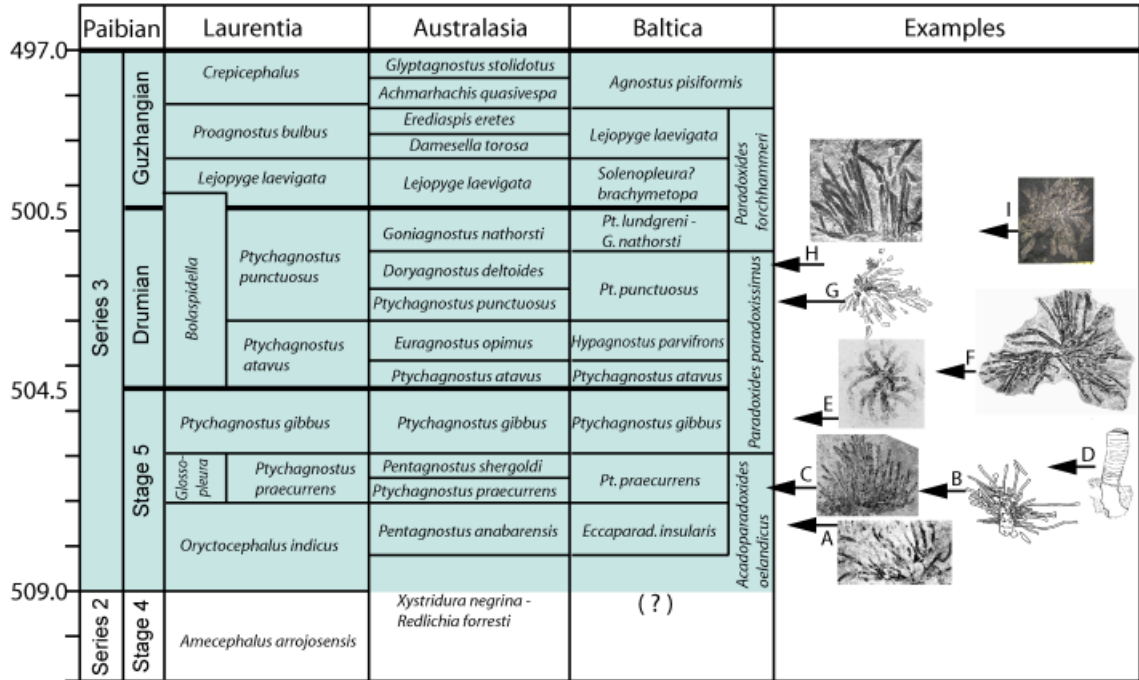 Paibian Laurentia Australasia Baltica Examples
497.0
500.5
504.5
509.0
Series 3
Series 2
Guzhangian
Drumian
Stage 5
Stage 4
Crepicephalus
Proagnostus bulbus
Lejopyge laevigata
Bolaspidella
Ptychagnostus
punctuosus
Ptychagnostus
atavus
Ptychagnostus gibbus
Glosso-
pleura
Ptychagnostus
praecurrens
Oryctocephalus indicus
Amecephalus arrojosensis
Glyptagnostus stolidotus
Achmarhachis quasivespa
Erediaspis eretes
Damesella torosa
Lejopyge laevigata
Goniagnostus nathorsti
Doryagnostus deltoides
Ptychagnostus punctuosus
Euragnostus opimus
Ptychagnostus atavus
Ptychagnostus gibbus
Pentagnostus shergoldi
Ptychagnostus praecurrens
Pentagnostus anabarensis
Xystridura negrina -
Redlichia forresti
Agnostus pisiformis
Lejopyge laevigata
Solenopleura?
brachymetopa
Pt. lundgreni -
G. nathorsti
Pt. punctuosus
Hypagnostus parvifrons
Ptychagnostus atavus
Ptychagnostus gibbus
Pt. praecurrens
Eccaparad. insularis
( ? )
Paradoxides
forchhammeri
Paradoxides paradoxissimus
Acadoparadoxides
oelandicus
I
H
G
F
E
D
C
B
A